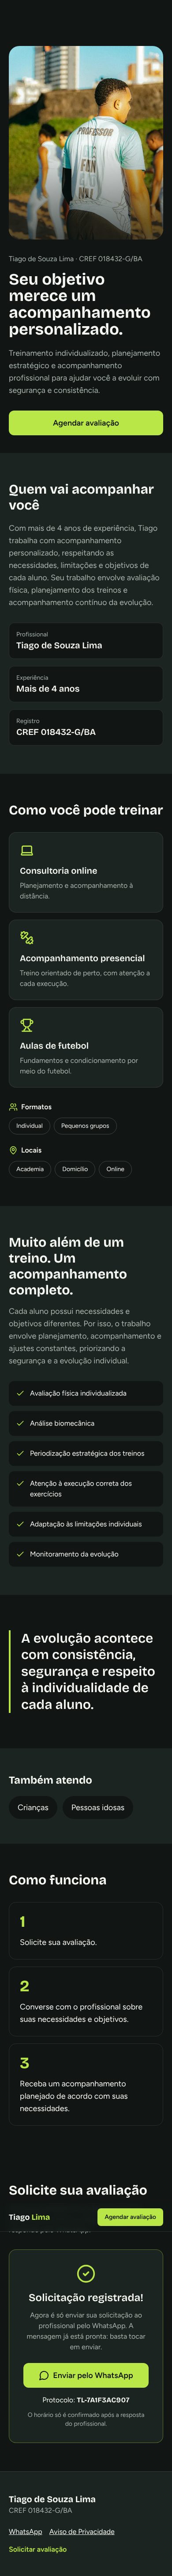 PROFESSOR
FAN
Tiago de Souza Lima · CREF 018432-G/BA
Seu objetivo
merece um
acompanhamento
personalizado.
Treinamento individualizado, planejamento
estratégico e acompanhamento
profissional para ajudar você a evoluir com
segurança e consistência.
Agendar avaliação
Quem vai acompanhar
você
Com mais de 4 anos de experiência, Tiago
trabalha com acompanhamento
personalizado, respeitando as
necessidades, limitações e objetivos de
cada aluno. Seu trabalho envolve avaliação
física, planejamento dos treinos e
acompanhamento contínuo da evolução.
Profissional
Tiago de Souza Lima
Experiência
Mais de 4 anos
Registro
CREF 018432-G/BA
Como você pode treinar
Consultoria online
Planejamento e acompanhamento à
distância.
Acompanhamento presencial
Treino orientado de perto, com atenção a
cada execução.
Aulas de futebol
Fundamentos e condicionamento por
meio do futebol.
Formatos
Individual
Pequenos grupos
Locais
Academia
Domicílio
Online
Muito além de um
treino. Um
acompanhamento
completo.
Cada aluno possui necessidades e
objetivos diferentes. Por isso, o trabalho
envolve planejamento, acompanhamento e
ajustes constantes, priorizando a
segurança e a evolução individual.
Avaliação física individualizada
Análise biomecânica
Periodização estratégica dos treinos
Atenção à execução correta dos
exercícios
Adaptação às limitações individuais
Monitoramento da evolução
A evolução acontece
com consistência,
segurança e respeito
à individualidade de
cada aluno.
Também atendo
Crianças
Pessoas idosas
Como funciona
1
Solicite sua avaliação.
2
Converse com o profissional sobre
suas necessidades e objetivos.
3
Receba um acompanhamento
planejado de acordo com suas
necessidades.
Solicite sua avaliação
Tiago Lima
Agendar avaliação
Solicitação registrada!
Agora é só enviar sua solicitação ao
profissional pelo WhatsApp. A
mensagem já está pronta: basta tocar
em enviar.
Enviar pelo WhatsApp
Protocolo: TL-7A1F3AC907
O horário só é confirmado após a resposta
do profissional.
Tiago de Souza Lima
CREF 018432-G/BA
WhatsApp
Aviso de Privacidade
Solicitar avaliação